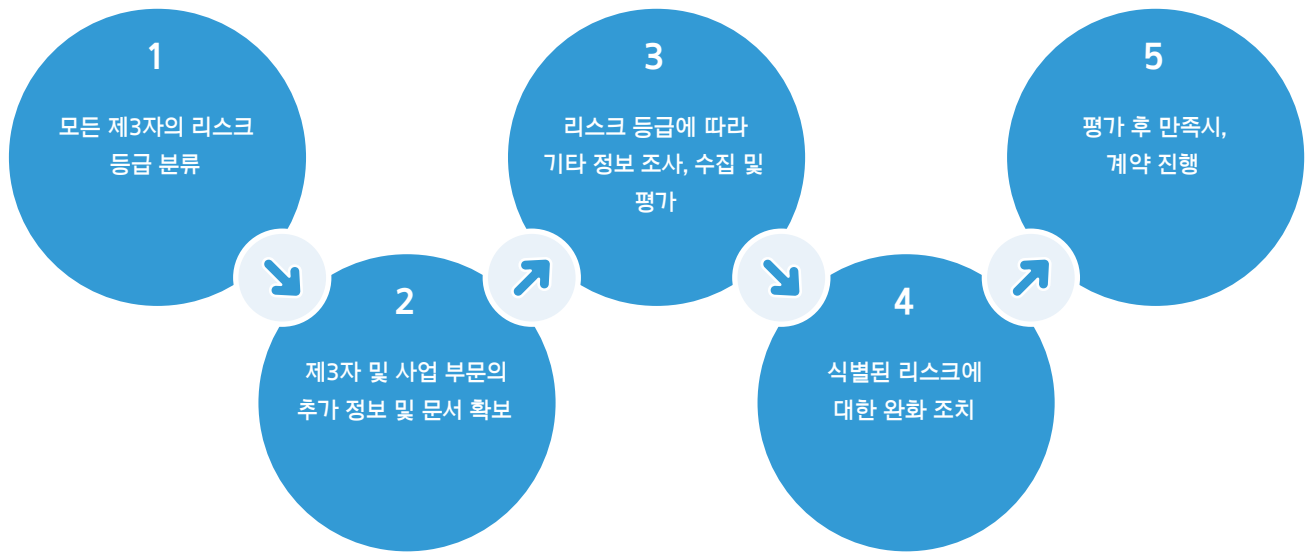 1
모든 제3자의 리스크
등급 분류
2
제3자 및 사업 부문의
추가 정보 및 문서 확보
3
리스크 등급에 따라
기타 정보 조사, 수집 및
평가
4
식별된 리스크에
대한 완화 조치
5
평가 후 만족시,
계약 진행